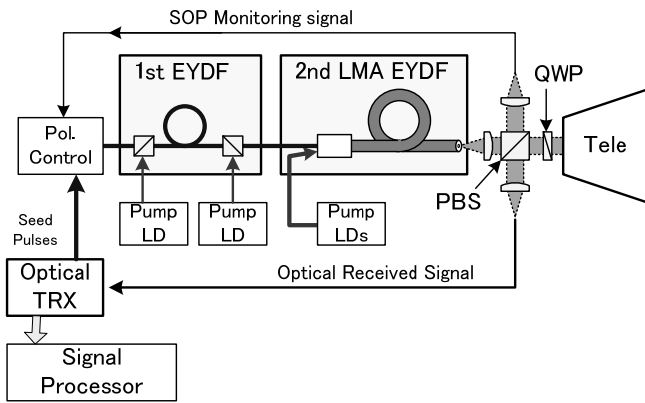 SOP Monitoring signal
1st EYDF
2nd LMA EYDF
QWP
Pol.
Control
Tele
PBS
Pump
LD
Pump
LD
Pump
LDs
Seed
Pulses
Optical
TRX
Optical Received Signal
Signal
Processor